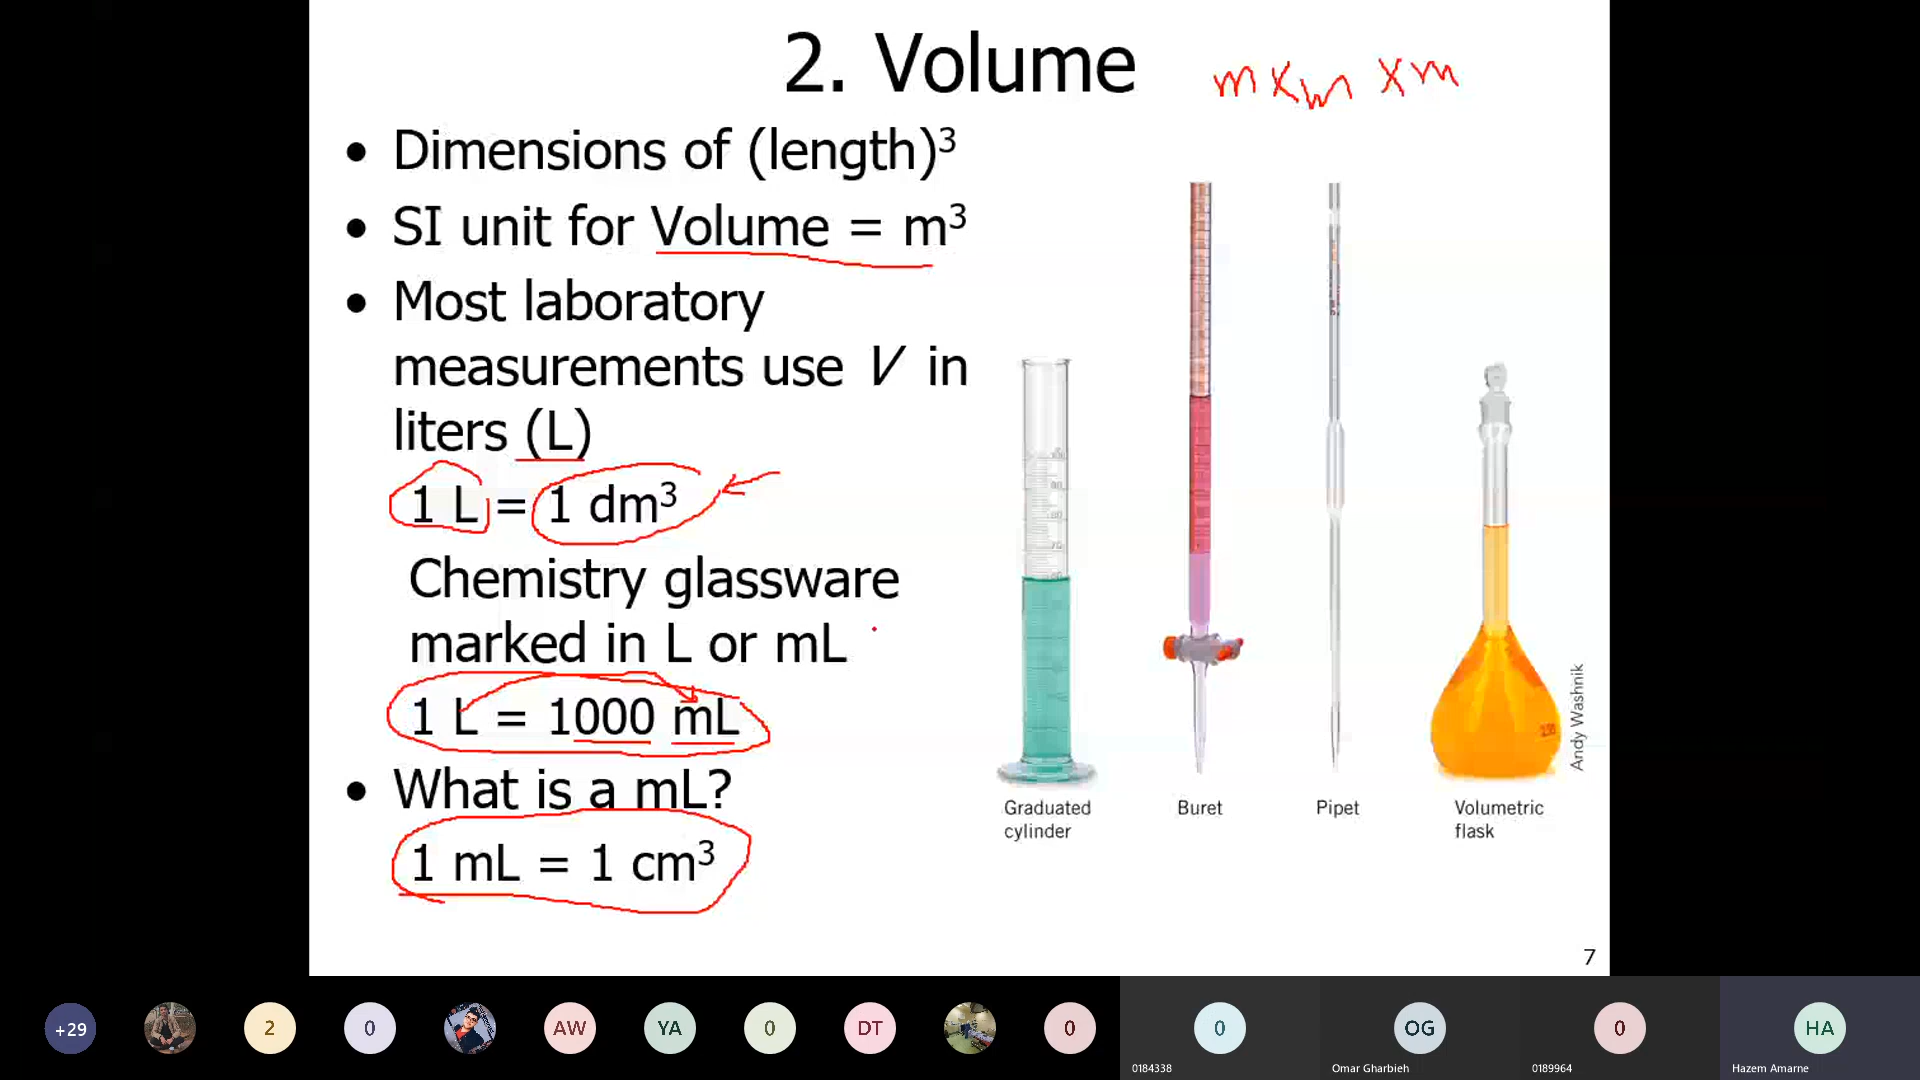 2. Volume
m x m x m
• Dimensions of (length)³
• SI unit for Volume = m³
• Most laboratory
measurements use V in
liters (L)
1 L = 1 dm³
Chemistry glassware
marked in L or mL
1 L = 1000 mL
• What is a mL?
1 mL = 1 cm³
Graduated
cylinder
Buret
Pipet
Volumetric
flask
Andy Washnik
7
+29
2
0
AW
YA
0
DT
0
0
0184338
OG
Omar Gharbieh
0
0189964
HA
Hazem Amarne